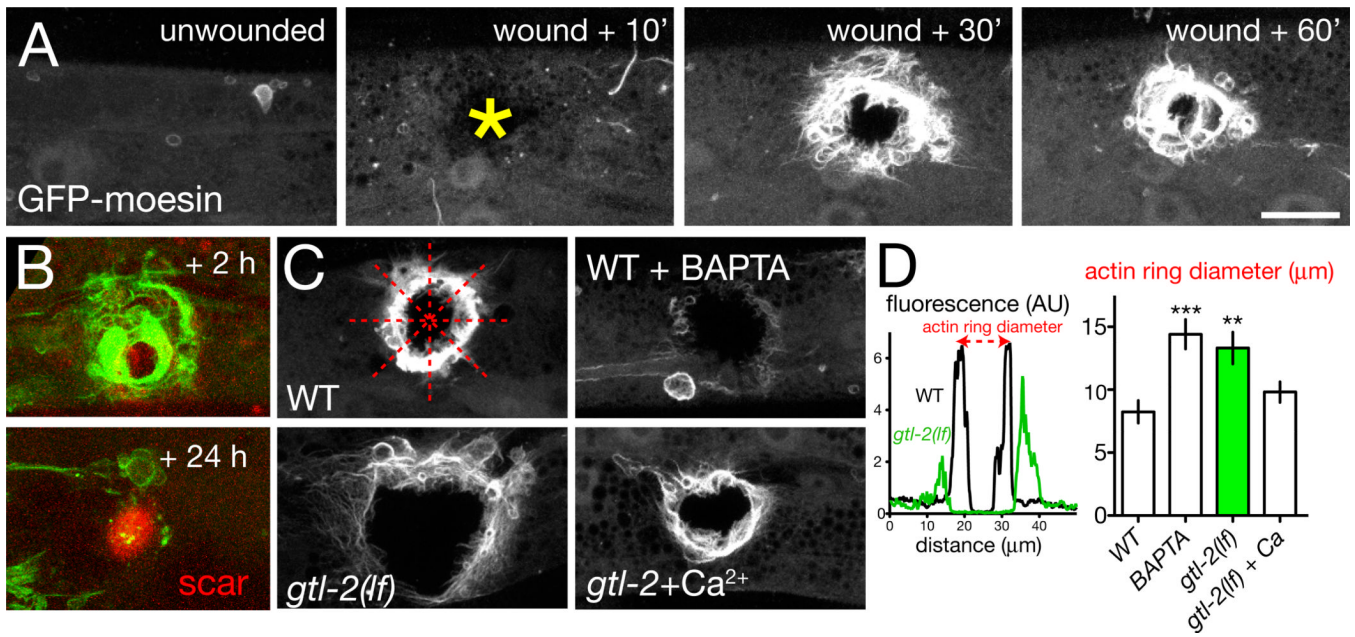 A
unwounded
GFP-moesin
wound + 10’
*
wound + 30’
wound + 60’
B
+ 2 h
+ 24 h
scar
C
WT
WT + BAPTA
gtl-2(lf)
gtl-2+Ca²⁺
D
fluorescence (AU)
actin ring diameter
6
4
2
0
WT
gtl-2(lf)
0 10 20 30 40
distance (μm)
actin ring diameter (μm)
15
10
5
0
***
**
WT
BAPTA
gtl-2(lf)
gtl-2(lf) + Ca